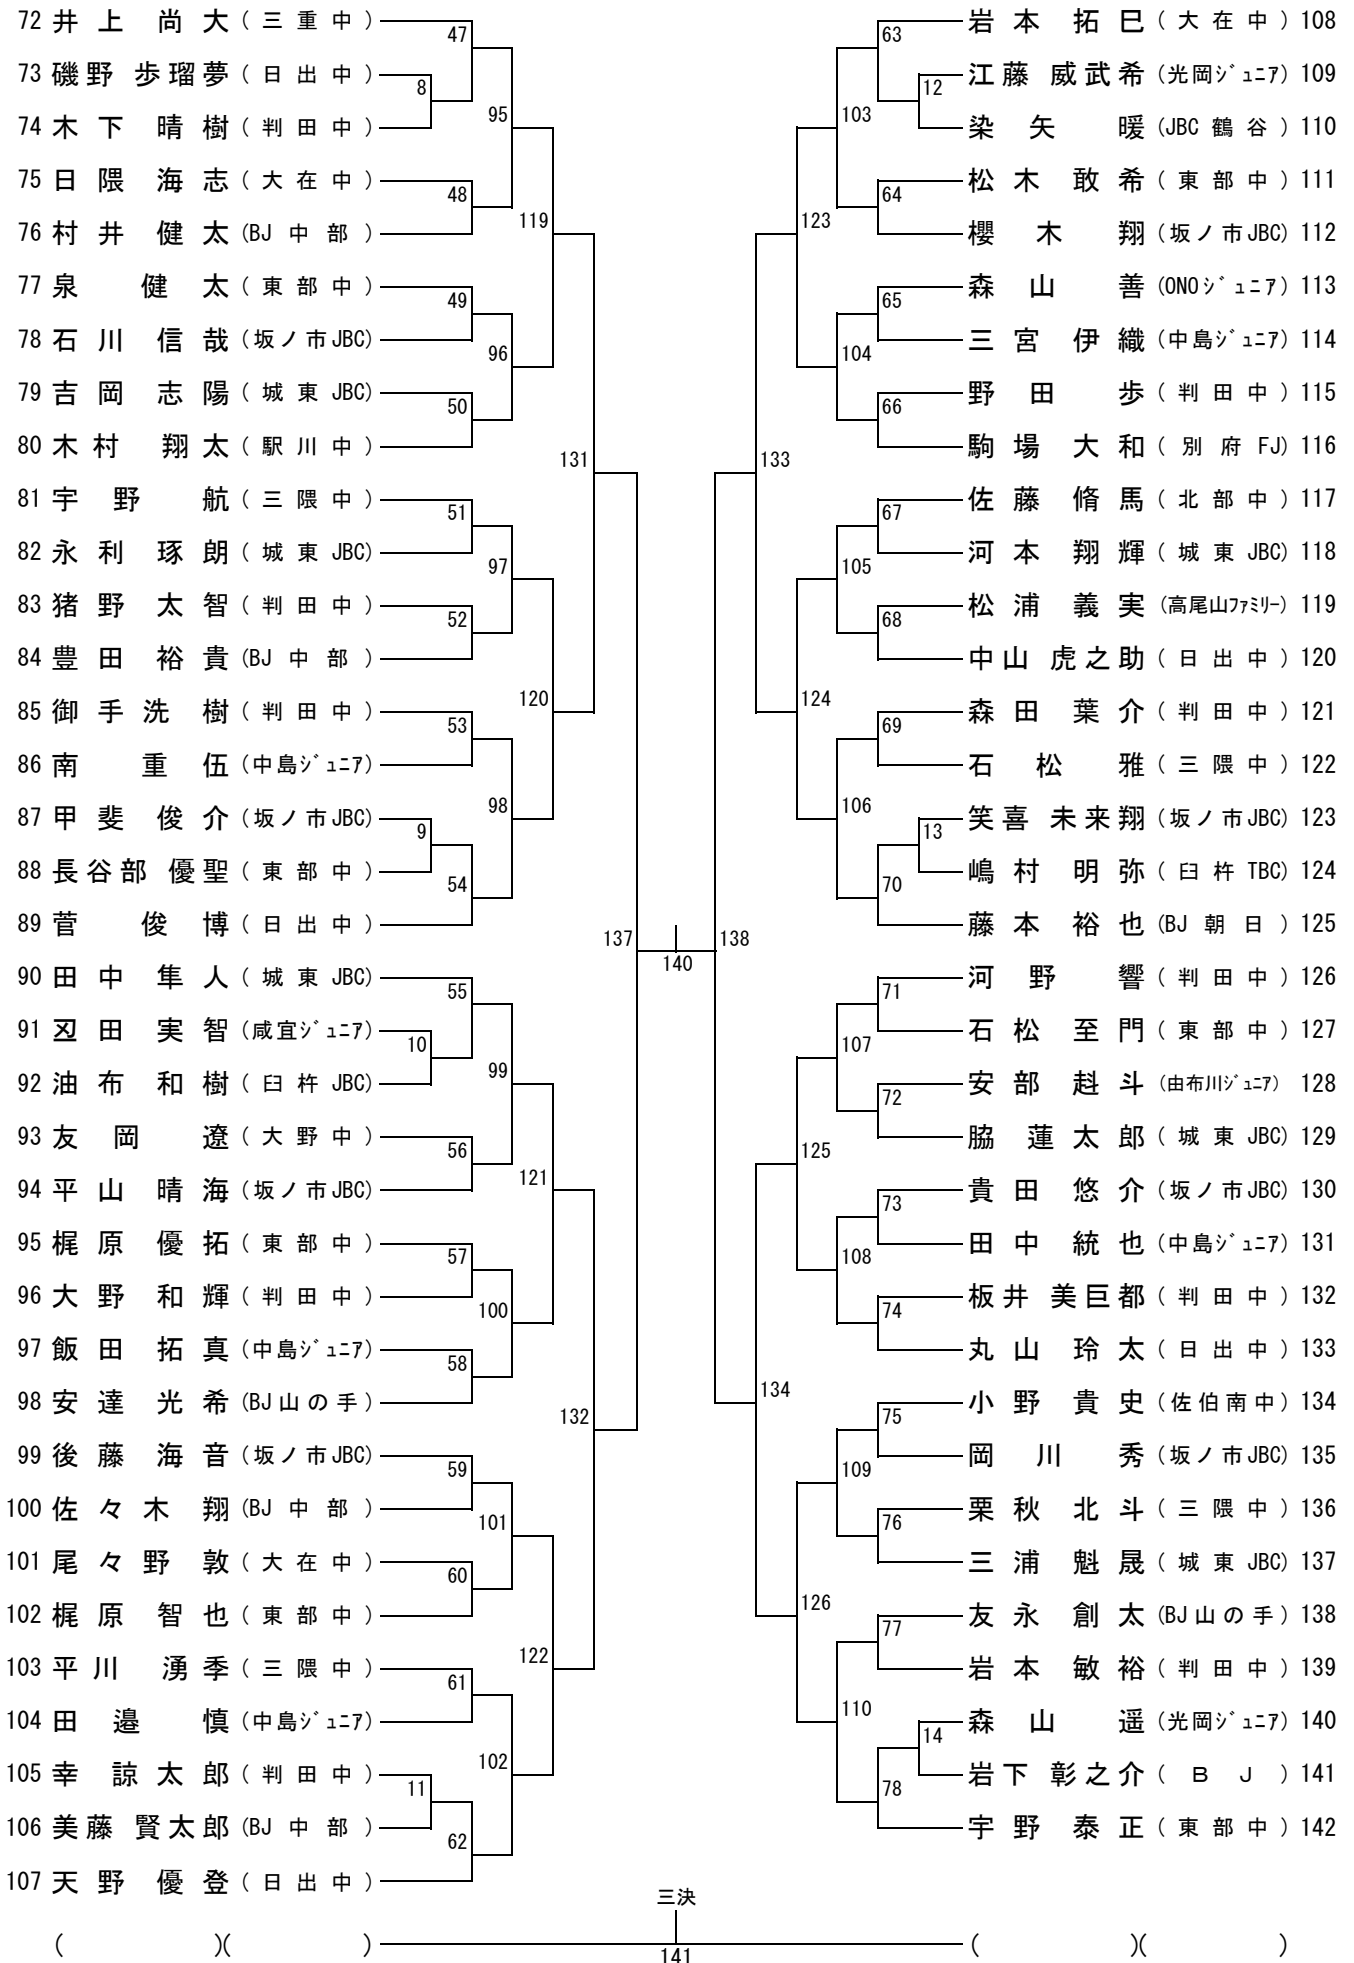 72 井上 尚大 (三重中)
73 磯野 歩瑠夢 (日出中)
74 木下 晴樹 (判田中)
75 日隈 海志 (大在中)
76 村井 健太 (BJ中部)
77 泉 健太 (東部中)
78 石川 信哉 (坂ノ市JBC)
79 吉岡 志陽 (城東JBC)
80 木村 翔太 (駅川中)
81 宇野 航 (三隈中)
82 永利 琢朗 (城東JBC)
83 猪野 太智 (判田中)
84 豊田 裕貴 (BJ中部)
85 御手洗 樹 (判田中)
86 南 重伍 (中島ジュニア)
87 甲斐 俊介 (坂ノ市JBC)
88 長谷部 優聖 (東部中)
89 菅 俊博 (日出中)
90 田中 隼人 (城東JBC)
91 刄田 実智 (咸宜ジュニア)
92 油布 和樹 (臼杵JBC)
93 友岡 遼 (大野中)
94 平山 晴海 (坂ノ市JBC)
95 梶原 優拓 (東部中)
96 大野 和輝 (判田中)
97 飯田 拓真 (中島ジュニア)
98 安達 光希 (BJ山の手)
99 後藤 海音 (坂ノ市JBC)
100 佐々木 翔 (BJ中部)
101 尾々野 敦 (大在中)
102 梶原 智也 (東部中)
103 平川 湧季 (三隈中)
104 田邉 慎 (中島ジュニア)
105 幸 諒太郎 (判田中)
106 美藤 賢太郎 (BJ中部)
107 天野 優登 (日出中)
( )( )
47
8
95
48
119
49
96
50
131
51
97
52
120
53
98
9
54
137
55
10
99
56
121
57
100
58
132
59
101
60
122
61
102
11
62
140
三決
141
63
12
103
64
123
65
104
66
133
67
105
68
124
69
106
13
70
138
71
107
72
125
73
108
74
134
75
109
76
126
77
110
14
78
岩本 拓巳 (大在中) 108
江藤 威武希 (光岡ジュニア) 109
染矢 暖 (JBC鶴谷) 110
松木 敢希 (東部中) 111
櫻木 翔 (坂ノ市JBC) 112
森山 善 (ONOジュニア) 113
三宮 伊織 (中島ジュニア) 114
野田 歩 (判田中) 115
駒場 大和 (別府FJ) 116
佐藤 脩馬 (北部中) 117
河本 翔輝 (城東JBC) 118
松浦 義実 (高尾山ファミリー) 119
中山 虎之助 (日出中) 120
森田 葉介 (判田中) 121
石松 雅 (三隈中) 122
笑喜 未来翔 (坂ノ市JBC) 123
嶋村 明弥 (臼杵TBC) 124
藤本 裕也 (BJ朝日) 125
河野 響 (判田中) 126
石松 至門 (東部中) 127
安部 赳斗 (由布川ジュニア) 128
脇 蓮太郎 (城東JBC) 129
貴田 悠介 (坂ノ市JBC) 130
田中 統也 (中島ジュニア) 131
板井 美巨都 (判田中) 132
丸山 玲太 (日出中) 133
小野 貴史 (佐伯南中) 134
岡川 秀 (坂ノ市JBC) 135
栗秋 北斗 (三隈中) 136
三浦 魁晟 (城東JBC) 137
友永 創太 (BJ山の手) 138
岩本 敏裕 (判田中) 139
森山 遥 (光岡ジュニア) 140
岩下 彰之介 (BJ) 141
宇野 泰正 (東部中) 142
( )( )